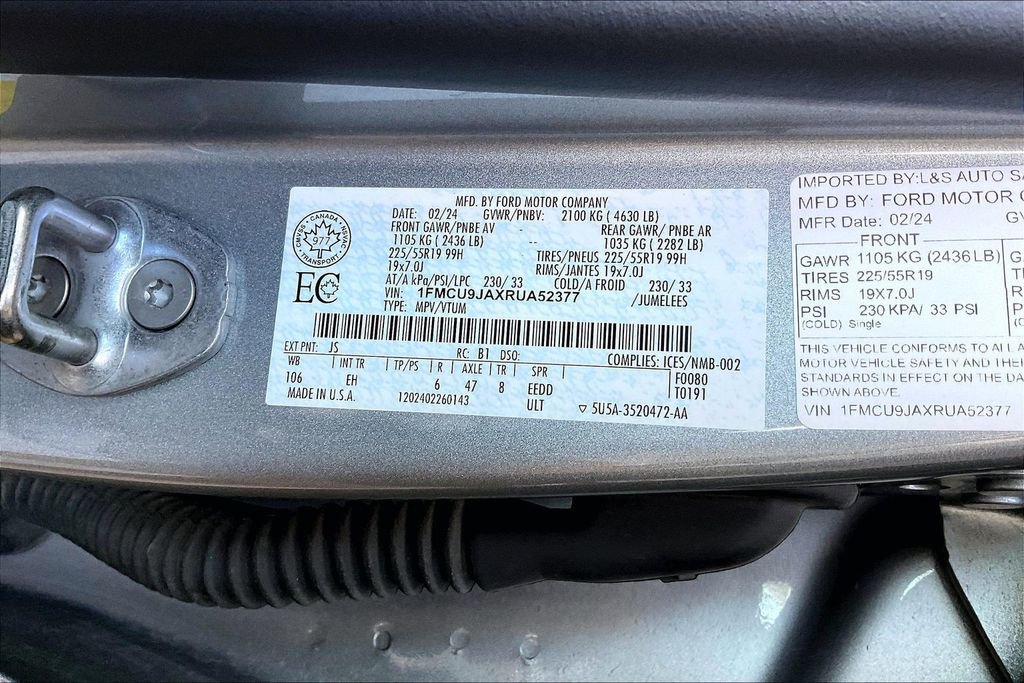 MFD. BY FORD MOTOR COMPANY
DATE: 02/24 GVWR/PNBV: 2100 KG ( 4630 LB)
FRONT GAWR/PNBE AV REAR GAWR/ PNBE AR
1105 KG ( 2436 LB) -- 1035 KG ( 2282 LB)
225/55R19 99H TIRES/PNEUS 225/55R19 99H
19x7.0J RIMS/JANTES 19x7.0J
AT/A kPa/PSI/LPC 230/ 33 COLD/A FROID 230/ 33
VIN: 1FMCU9JAXRUA52377 /JUMELEES
TYPE: MPV/VTUM
CANADA
CMVSS NSVAC
977
TRANSPORT
EC
EXT PNT: JS RC: B1 DSO: COMPLIES: ICES/NMB-002
WB INT TR TP/PS R AXLE TR SPR F0080
106 EH 6 47 8 EEDD T0191
MADE IN U.S.A. 1202402260143 ULT ▽ 5U5A-3520472-AA
IMPORTED BY:L&S AUTO
MFD BY: FORD MOTOR
MFR Date: 02/24
FRONT
GAWR 1105 KG (2436 LB)
TIRES 225/55R19
RIMS 19X7.0J
PSI 230 KPA/ 33 PSI
(COLD) Single
THIS VEHICLE CONFORMS TO
MOTOR VEHICLE SAFETY AND
STANDARDS IN EFFECT ON THE
SHOWN ABOVE.
VIN 1FMCU9JAXRUA52377